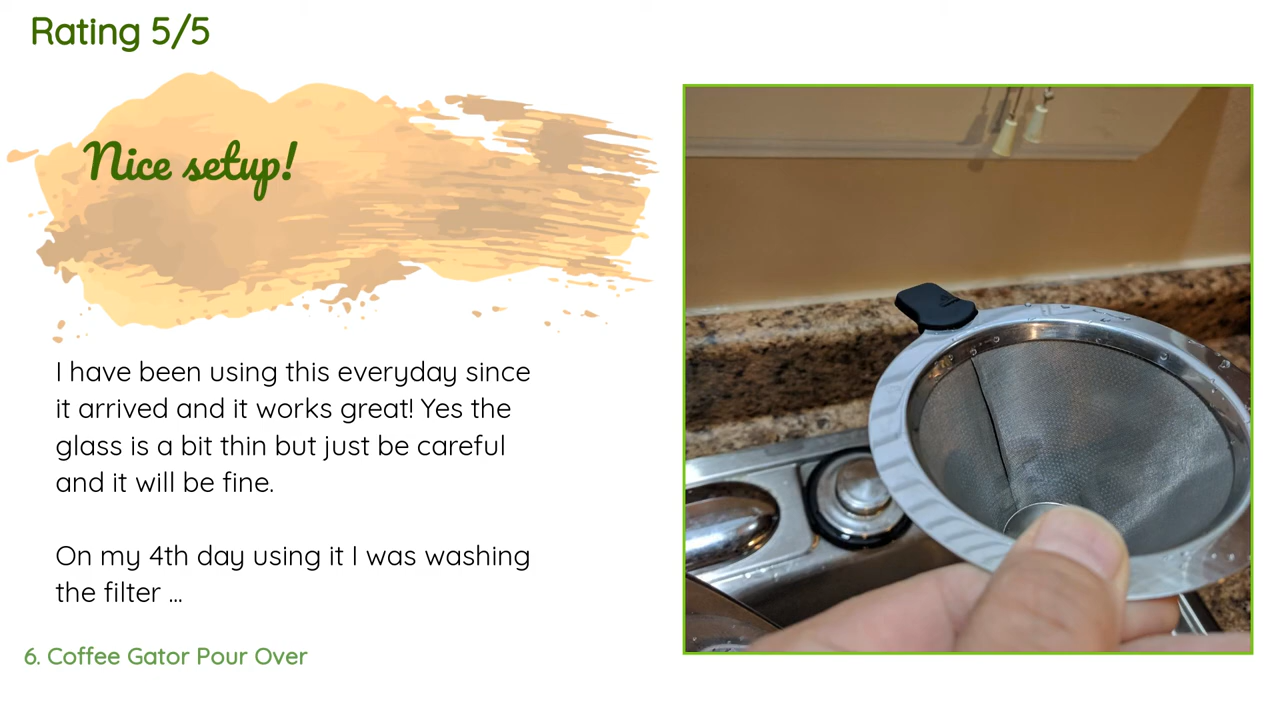 Rating 5/5
Nice setup!
I have been using this everyday since
it arrived and it works great! Yes the
glass is a bit thin but just be careful
and it will be fine.
On my 4th day using it I was washing
the filter ...
6. Coffee Gator Pour Over